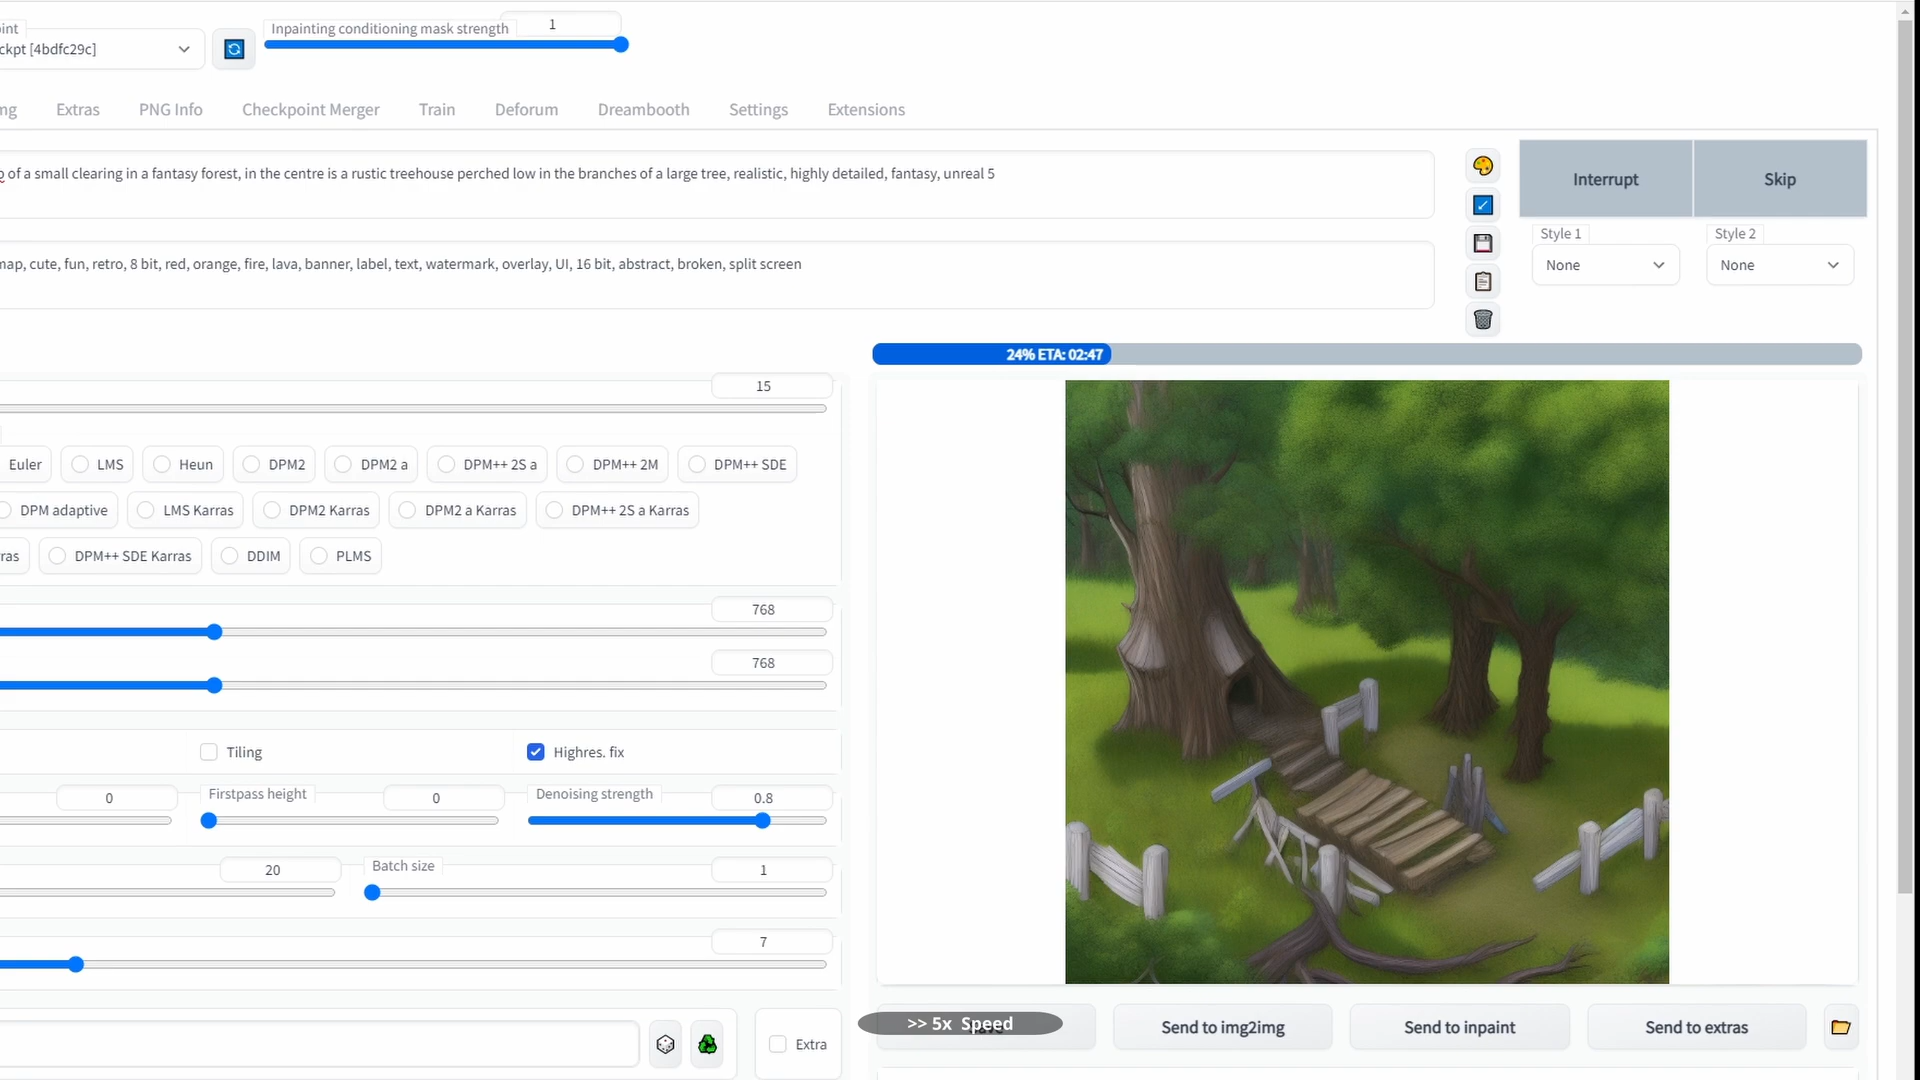 int
Inpainting conditioning mask strength
1
ckpt [4bdfc29c]
ng
Extras
PNG Info
Checkpoint Merger
Train
Deforum
Dreambooth
Settings
Extensions
of a small clearing in a fantasy forest, in the centre is a rustic treehouse perched low in the branches of a large tree, realistic, highly detailed, fantasy, unreal 5
Interrupt
Skip
Style 1
Style 2
None
None
map, cute, fun, retro, 8 bit, red, orange, fire, lava, banner, label, text, watermark, overlay, UI, 16 bit, abstract, broken, split screen
24% ETA: 02:47
15
Euler
LMS
Heun
DPM2
DPM2 a
DPM++ 2S a
DPM++ 2M
DPM++ SDE
DPM adaptive
LMS Karras
DPM2 Karras
DPM2 a Karras
DPM++ 2S a Karras
ras
DPM++ SDE Karras
DDIM
PLMS
768
768
Tiling
Highres. fix
0
Firstpass height
0
Denoising strength
0.8
20
Batch size
1
7
Extra
>> 5x Speed
Send to img2img
Send to inpaint
Send to extras